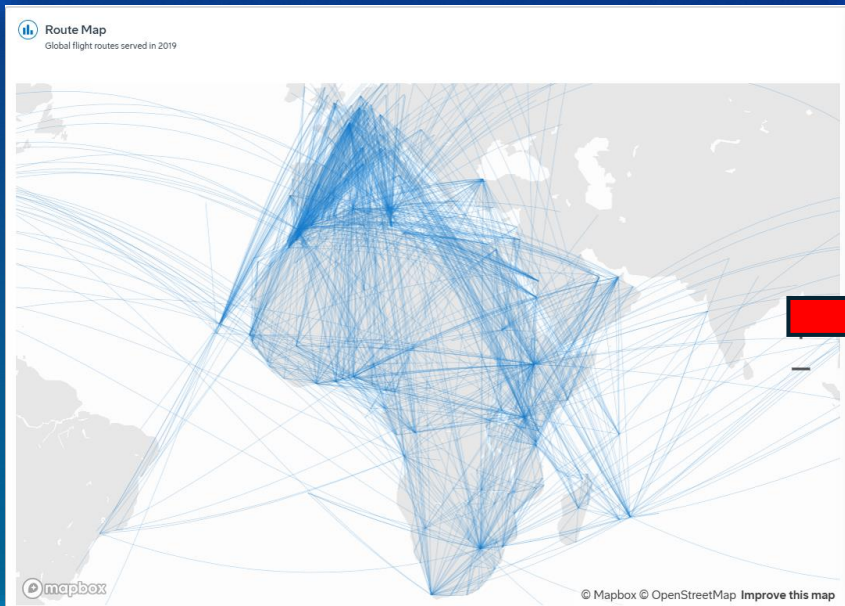 Route Map
Global flight routes served in 2019
mapbox
© Mapbox © OpenStreetMap Improve this map